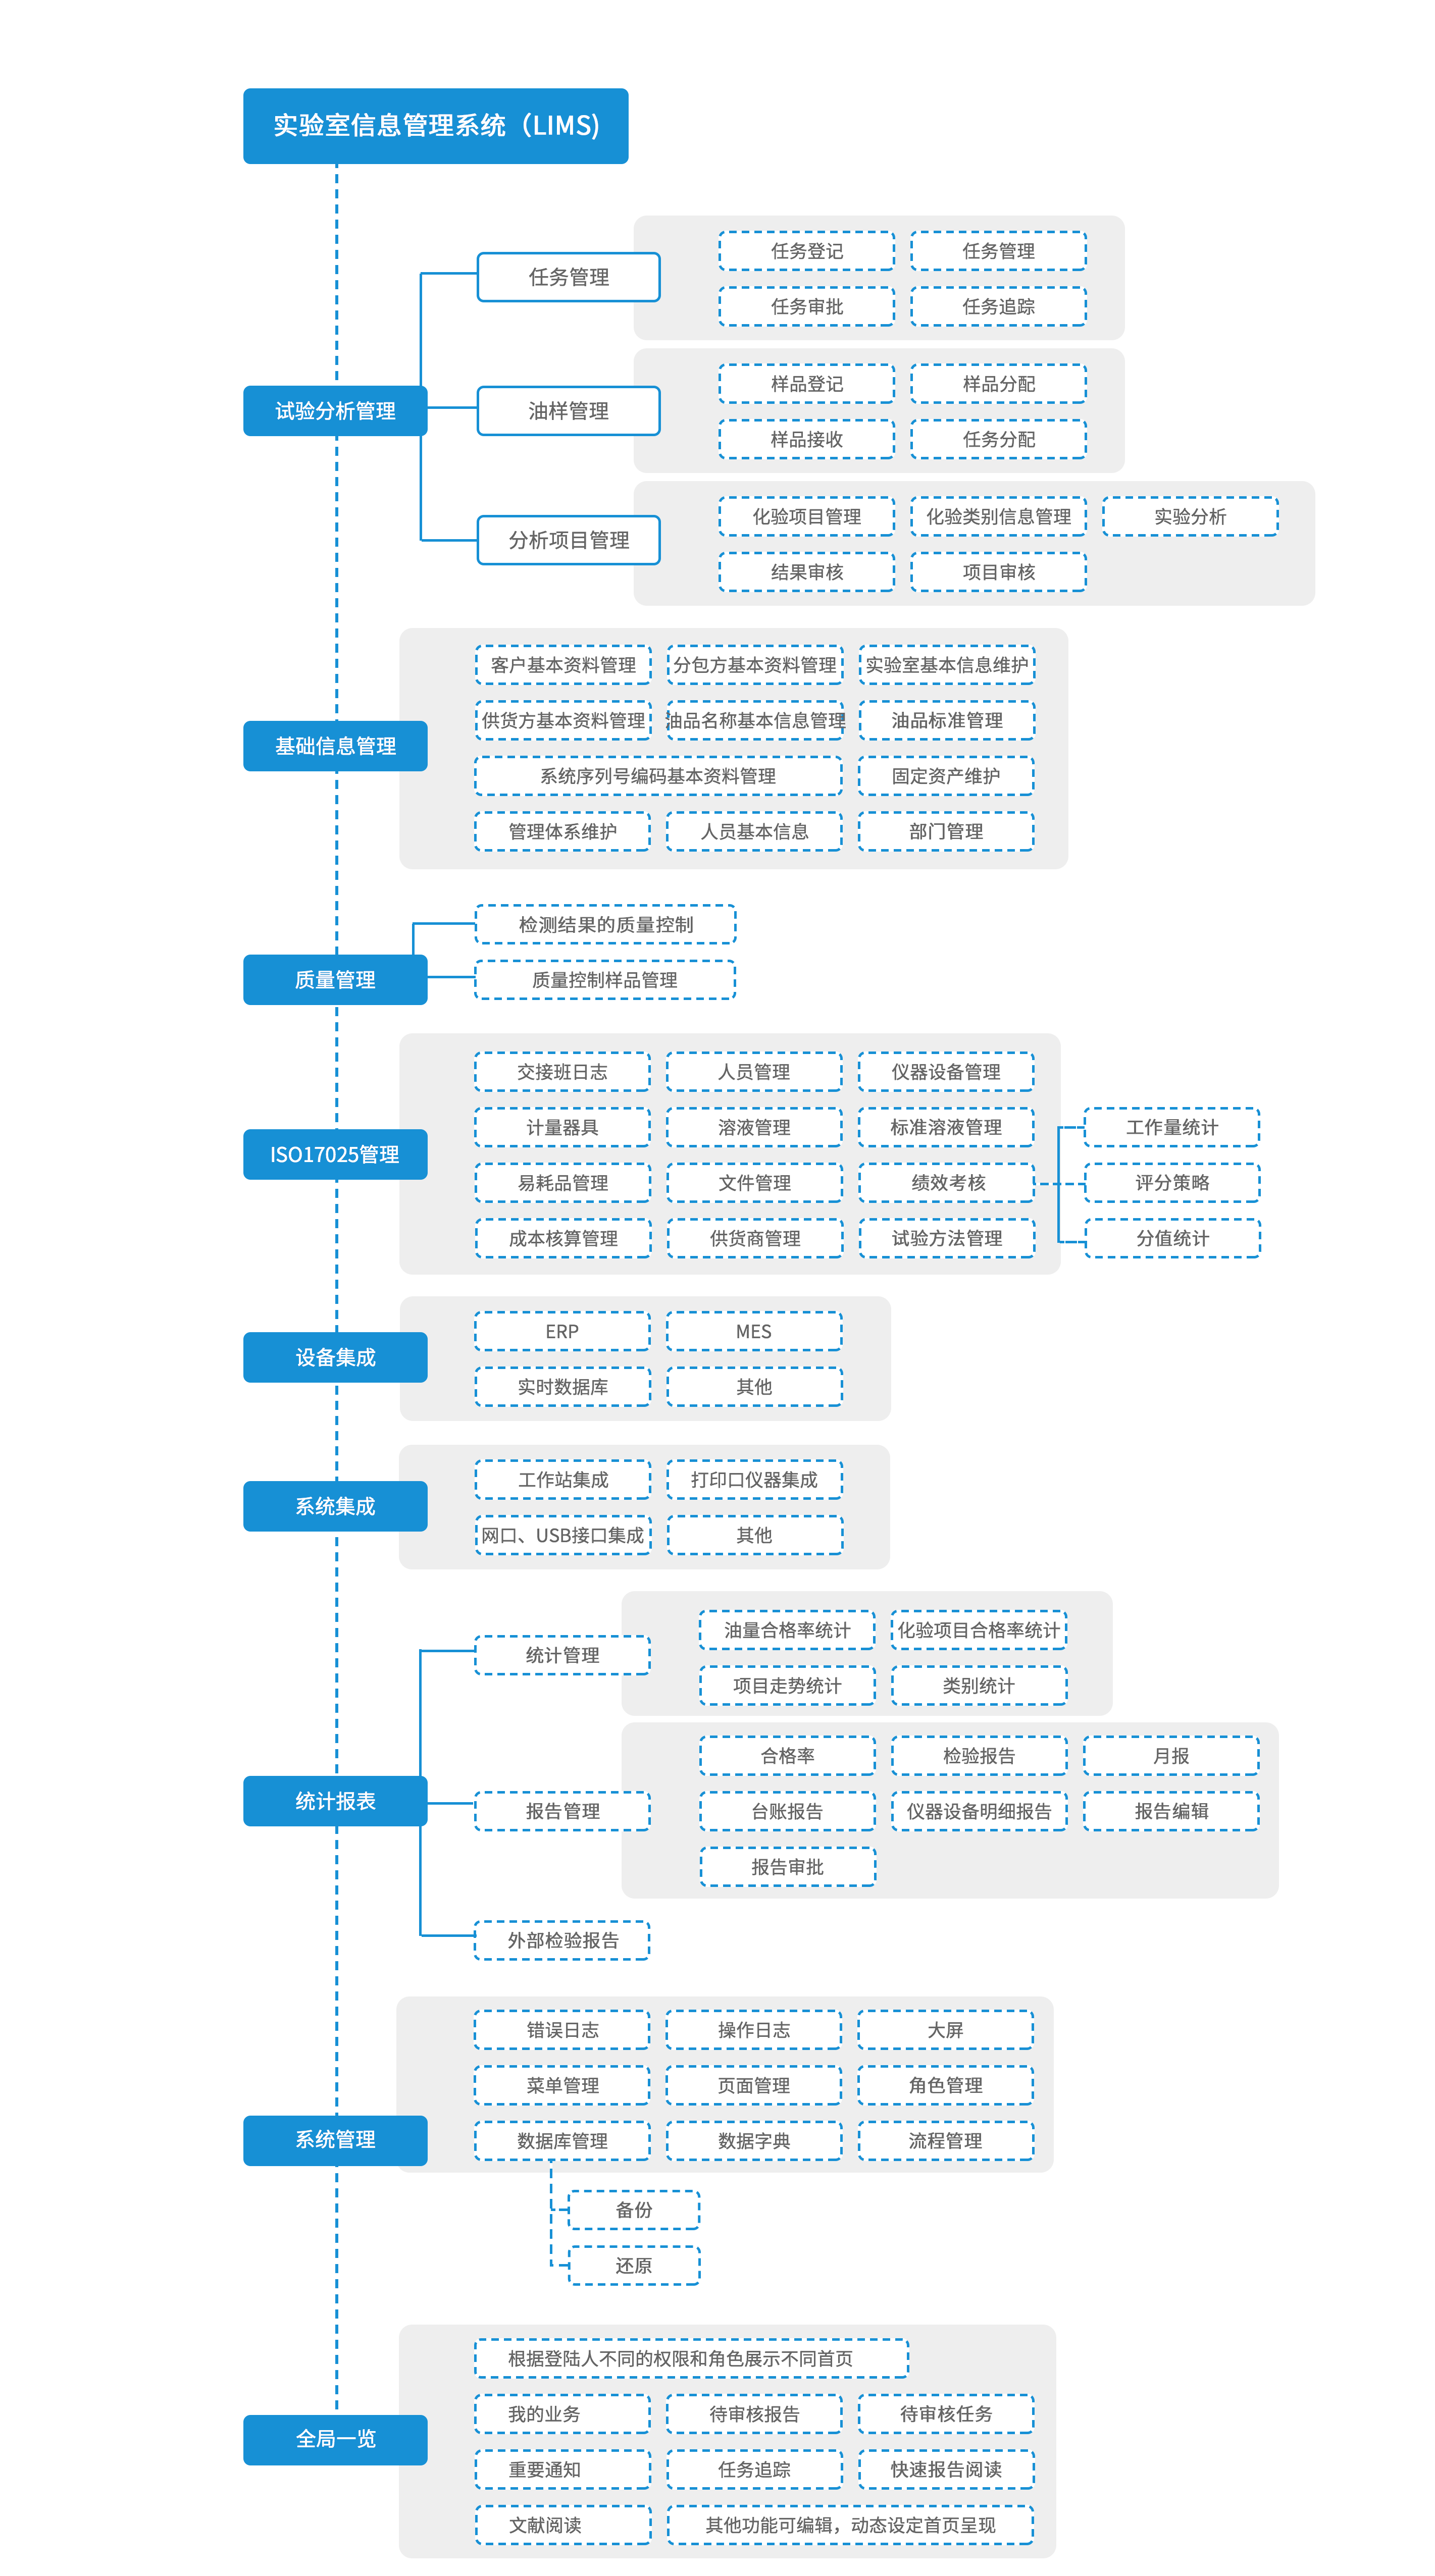 实验室信息管理系统（LIMS)
任务管理
任务登记
任务管理
任务审批
任务追踪
试验分析管理
油样管理
样品登记
样品分配
样品接收
任务分配
分析项目管理
化验项目管理
化验类别信息管理
实验分析
结果审核
项目审核
基础信息管理
客户基本资料管理
分包方基本资料管理
实验室基本信息维护
供货方基本资料管理
油品名称基本信息管理
油品标准管理
系统序列号编码基本资料管理
固定资产维护
管理体系维护
人员基本信息
部门管理
质量管理
检测结果的质量控制
质量控制样品管理
ISO17025管理
交接班日志
人员管理
仪器设备管理
计量器具
溶液管理
标准溶液管理
工作量统计
易耗品管理
文件管理
绩效考核
评分策略
成本核算管理
供货商管理
试验方法管理
分值统计
设备集成
ERP
MES
实时数据库
其他
系统集成
工作站集成
打印口仪器集成
网口、USB接口集成
其他
统计报表
统计管理
油量合格率统计
化验项目合格率统计
项目走势统计
类别统计
报告管理
合格率
检验报告
月报
台账报告
仪器设备明细报告
报告编辑
报告审批
外部检验报告
系统管理
错误日志
操作日志
大屏
菜单管理
页面管理
角色管理
数据库管理
数据字典
流程管理
备份
还原
全局一览
根据登陆人不同的权限和角色展示不同首页
我的业务
待审核报告
待审核任务
重要通知
任务追踪
快速报告阅读
文献阅读
其他功能可编辑，动态设定首页呈现